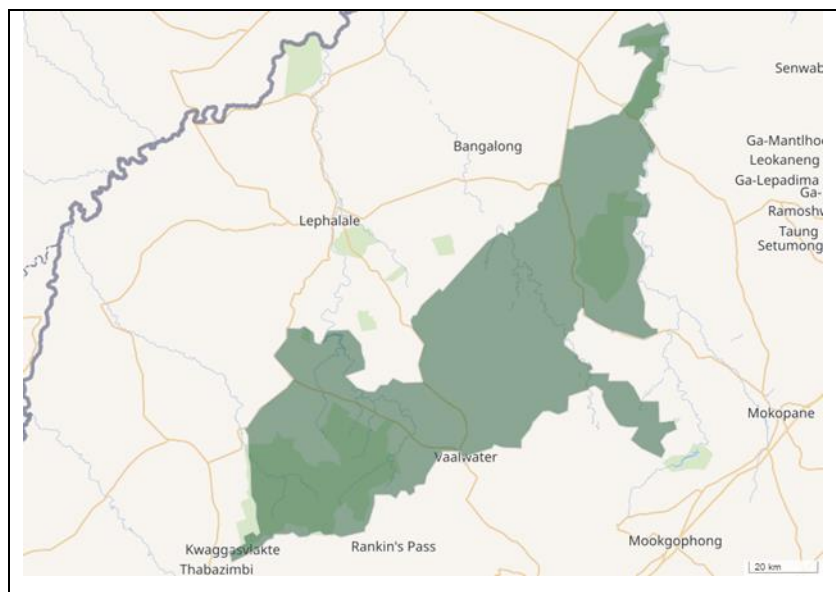 Senwab
Ga-Mantlhoo
Bangalong
Leokaneng
Ga-Lepadima
Ga-
Ramoshw
Lephalale
Taung
Setumong
Mokopane
Vaalwater
Mookgophong
Kwaggasvlakte
Rankin's Pass
Thabazimbi
20 km